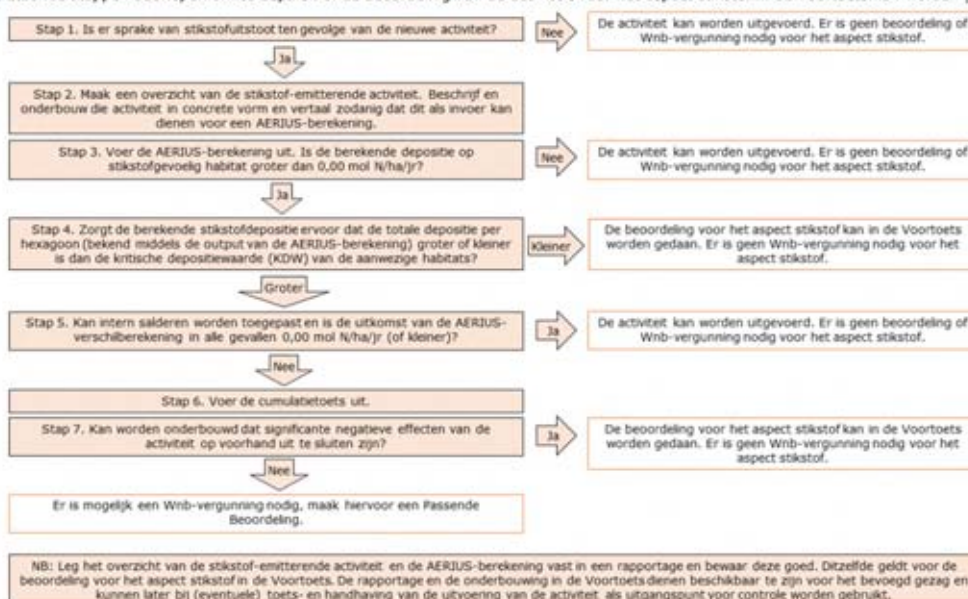 Stap 1. Is er sprake van stikstofuitstoot ten gevolge van de nieuwe activiteit?
Nee
De activiteit kan worden uitgevoerd. Er is geen beoordeling of
Wnb-vergunning nodig voor het aspect stikstof.
Ja
Stap 2. Maak een overzicht van de stikstof-emitterende activiteit. Beschrijf en
onderbouw die activiteit in concrete vorm en vertaal zodanig dat dit als invoer kan
dienen voor een AERIUS-berekening.
Stap 3. Voer de AERIUS-berekening uit. Is de berekende depositie op
stikstofgevoelig habitat groter dan 0,00 mol N/ha/jr?
Nee
De activiteit kan worden uitgevoerd. Er is geen beoordeling of
Wnb-vergunning nodig voor het aspect stikstof.
Ja
Stap 4. Zorgt de berekende stikstofdepositie ervoor dat de totale depositie per
hexagoon (bekend middels de output van de AERIUS-berekening) groter of kleiner
is dan de kritische depositiewaarde (KDW) van de aanwezige habitats?
Kleiner
De beoordeling voor het aspect stikstof kan in de Voortoets
worden gedaan. Er is geen Wnb-vergunning nodig voor het
aspect stikstof.
Groter
Stap 5. Kan intern salderen worden toegepast en is de uitkomst van de AERIUS-
verschilberekening in alle gevallen 0,00 mol N/ha/jr (of kleiner)?
Ja
De activiteit kan worden uitgevoerd. Er is geen beoordeling of
Wnb-vergunning nodig voor het aspect stikstof.
Nee
Stap 6. Voer de cumulatietoets uit.
Stap 7. Kan worden onderbouwd dat significante negatieve effecten van de
activiteit op voorhand uit te sluiten zijn?
Ja
De beoordeling voor het aspect stikstof kan in de Voortoets
worden gedaan. Er is geen Wnb-vergunning nodig voor het
aspect stikstof.
Nee
Er is mogelijk een Wnb-vergunning nodig, maak hiervoor een Passende
Beoordeling.
NB: Leg het overzicht van de stikstof-emitterende activiteit en de AERIUS-berekening vast in een rapportage en bewaar deze goed. Ditzelfde geldt voor de
beoordeling voor het aspect stikstof in de Voortoets. De rapportage en de onderbouwing in de Voortoets dienen beschikbaar te zijn voor het bevoegd gezag en
kunnen later bij (eventuele) toets- en handhaving van de uitvoering van de activiteit als uitgangspunt voor controle worden gebruikt.